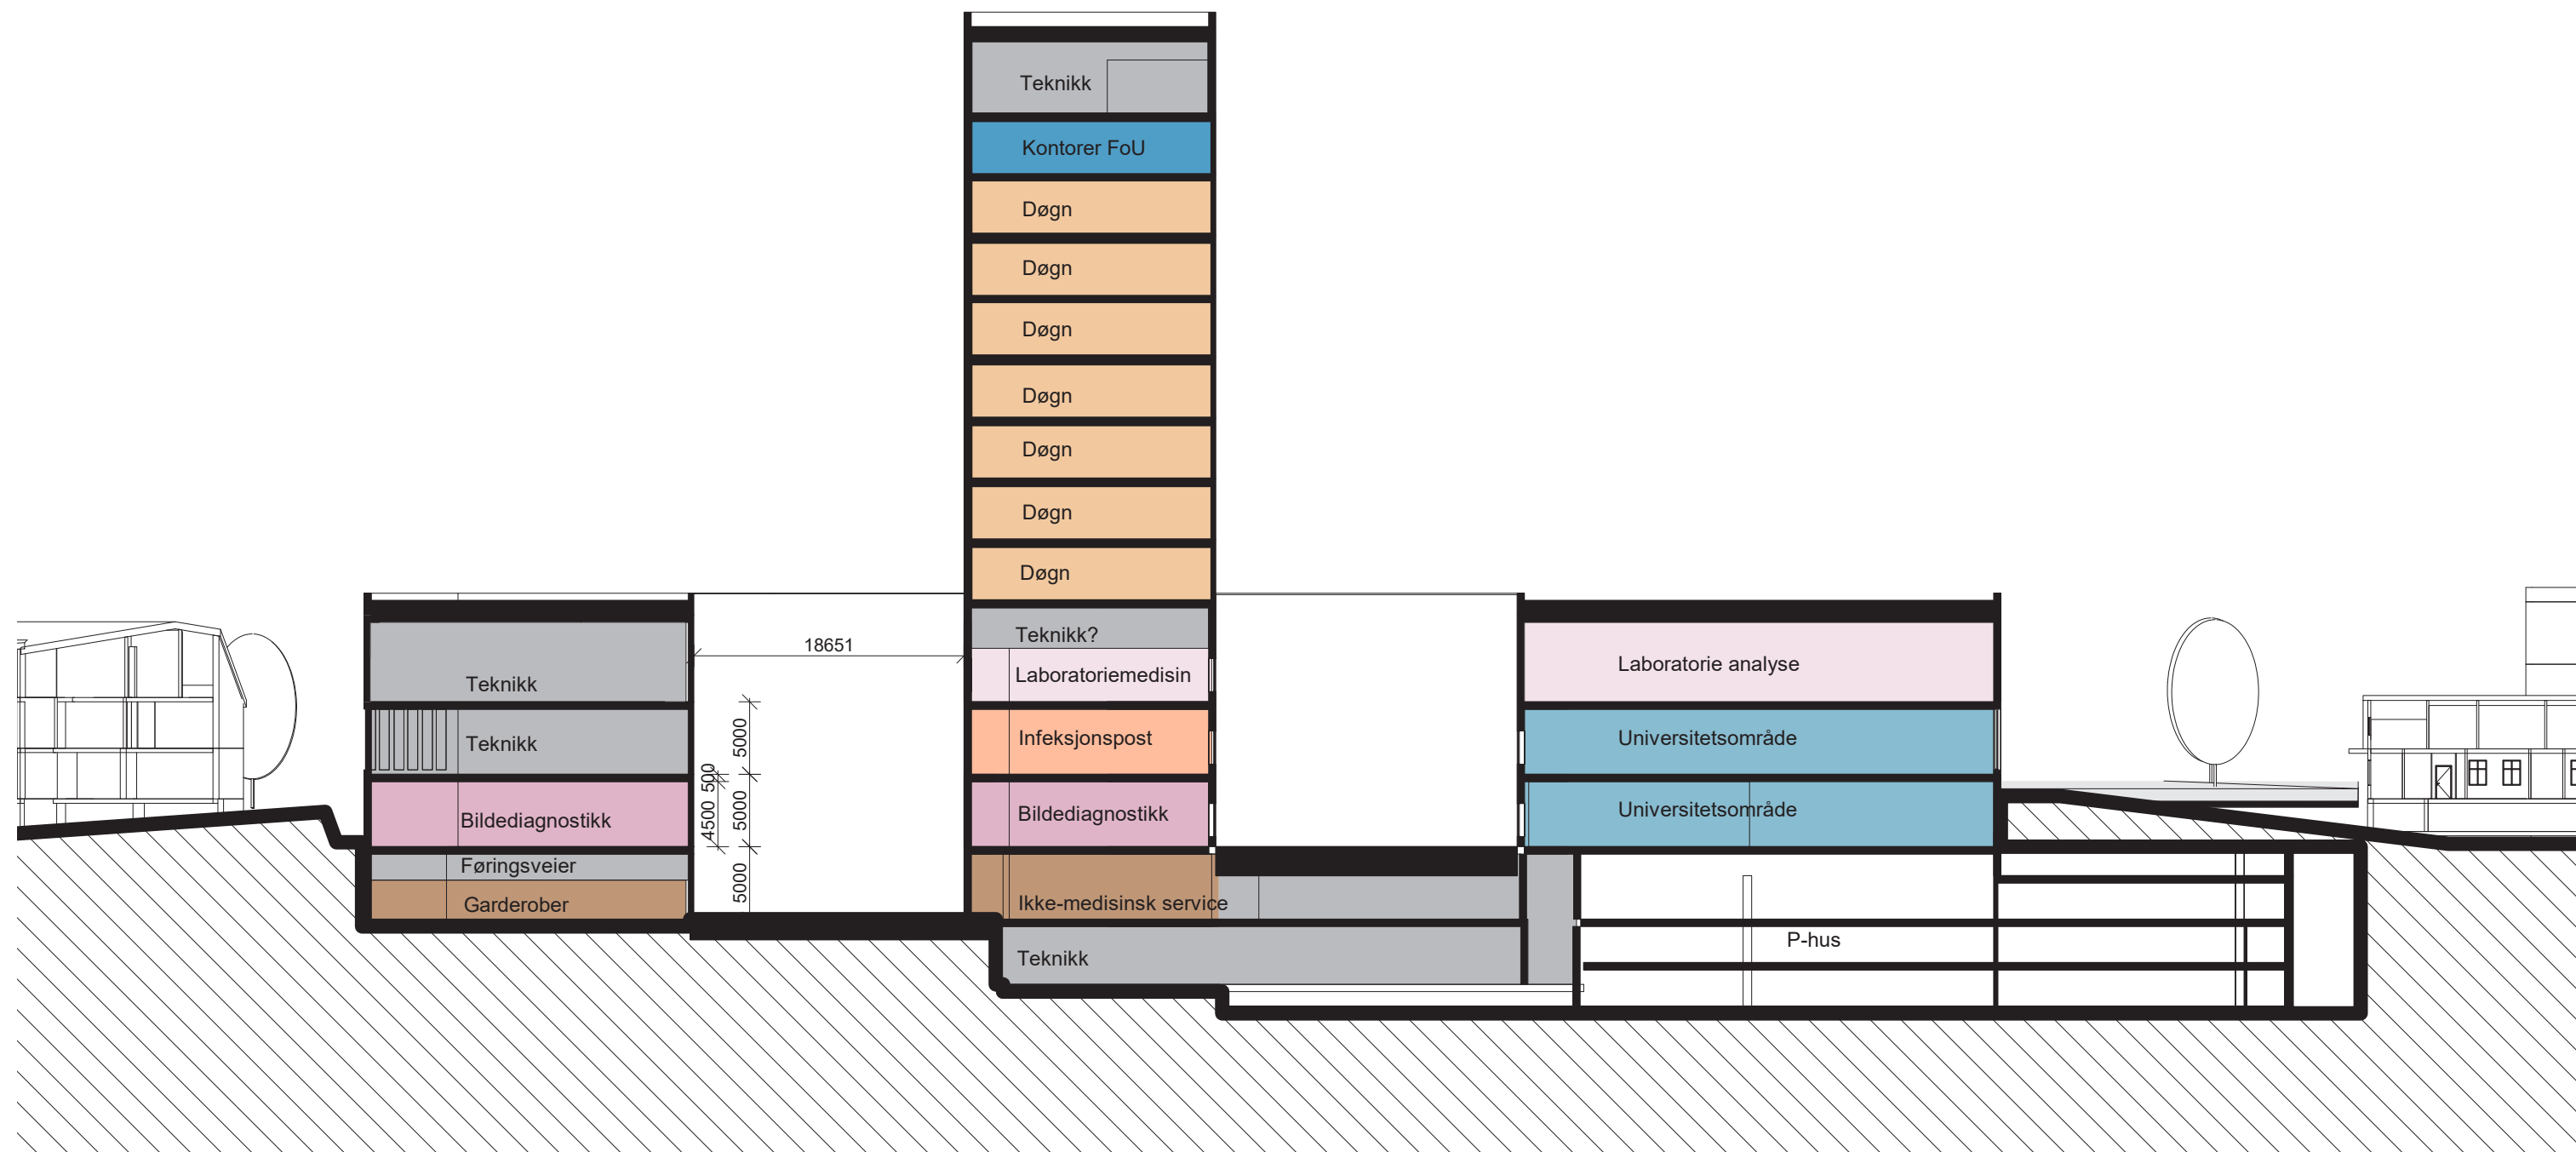 Teknikk
Kontorer FoU
Døgn
Døgn
Døgn
Døgn
Døgn
Døgn
Døgn
Teknikk?
Laboratoriemedisin
Infeksjonspost
Bildediagnostikk
Ikke-medisinsk service
Teknikk
Teknikk
Teknikk
Bildediagnostikk
Føringsveier
Garderober
18651
5000
500
4500
5000
5000
Laboratorie analyse
Universitetsområde
Universitetsområde
P-hus